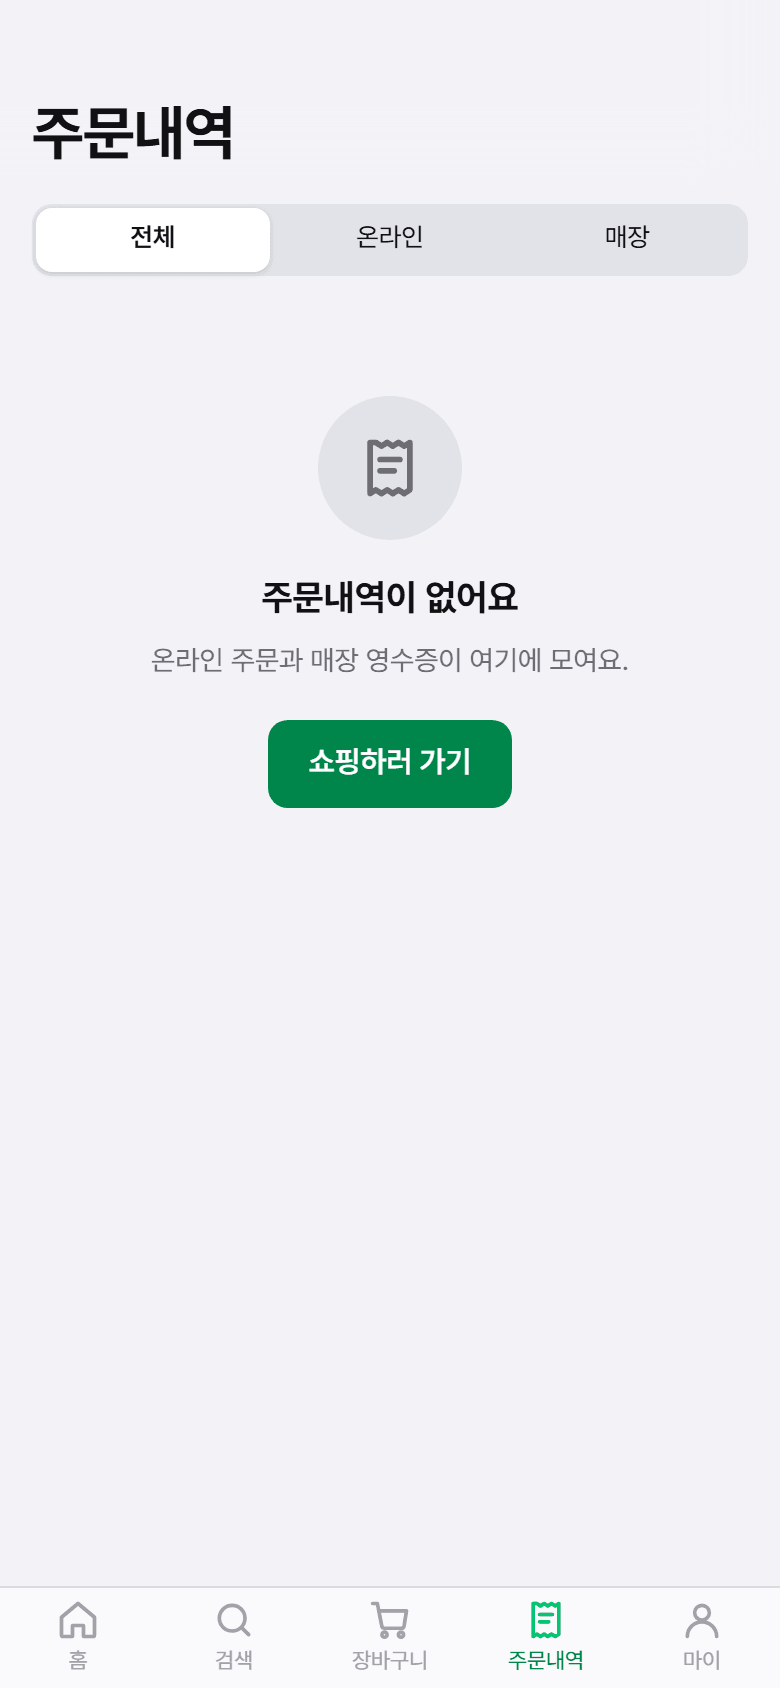 주문내역
전체 온라인 매장
주문내역이 없어요
온라인 주문과 매장 영수증이 여기에 모여요.
쇼핑하러 가기
홈 검색 장바구니 주문내역 마이